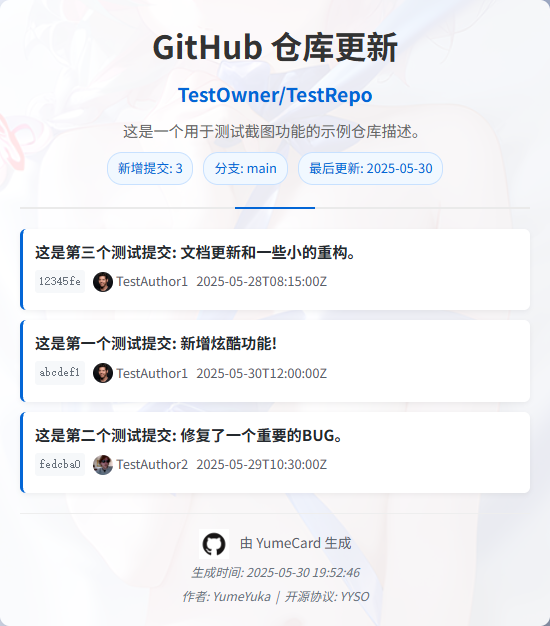 GitHub 仓库更新
TestOwner/TestRepo
这是一个用于测试截图功能的示例仓库描述。
新增提交: 3 分支: main 最后更新: 2025-05-30
这是第三个测试提交: 文档更新和一些小的重构。
12345fe TestAuthor1 2025-05-28T08:15:00Z
这是第一个测试提交: 新增炫酷功能!
abcdef1 TestAuthor1 2025-05-30T12:00:00Z
这是第二个测试提交: 修复了一个重要的BUG。
fedcba0 TestAuthor2 2025-05-29T10:30:00Z
由 YumeCard 生成
生成时间: 2025-05-30 19:52:46
作者: YumeYuka | 开源协议: YYSO